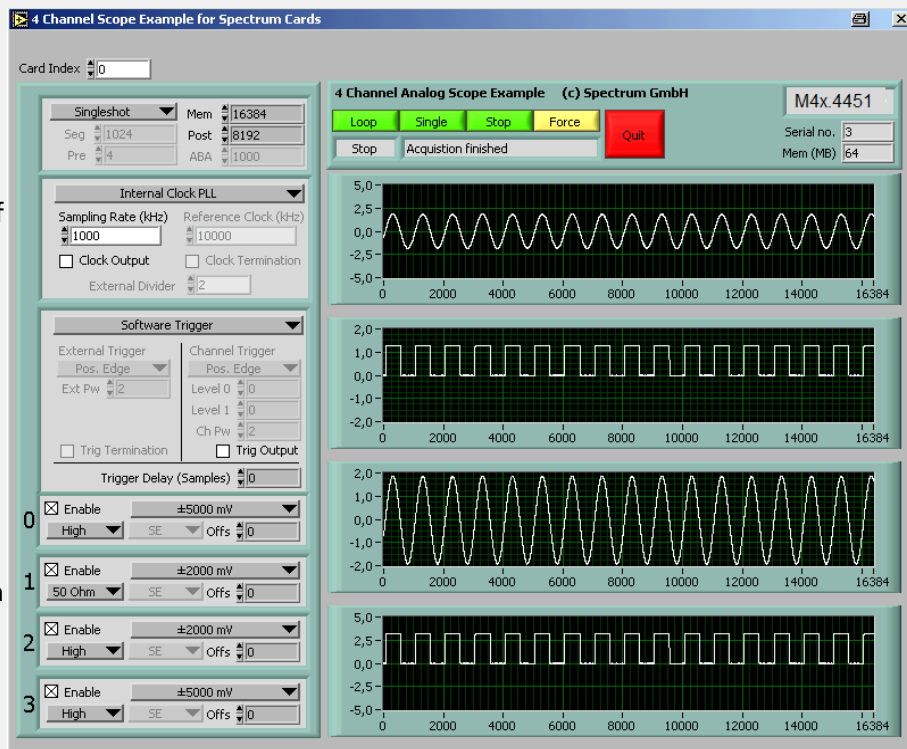 4 Channel Scope Example for Spectrum Cards
Card Index 0
Singleshot
Mem 16384
Seg 1024
Post 8192
Pre 4
ABA 1000
4 Channel Analog Scope Example (c) Spectrum GmbH
Loop Single Stop Force
Quit
Stop Acquistion finished
M4x.4451
Serial no. 3
Mem (MB) 64
Internal Clock PLL
Sampling Rate (kHz) Reference Clock (kHz)
1000 10000
Clock Output Clock Termination
External Divider 2
Software Trigger
External Trigger Channel Trigger
Pos. Edge Pos. Edge
Ext Pw 2 Level 0 0
Level 1 0
Ch Pw 2
Trig Termination Trig Output
Trigger Delay (Samples) 0
0 Enable ±5000 mV
High SE Offs 0
1 Enable ±2000 mV
50 Ohm SE Offs 0
2 Enable ±2000 mV
High SE Offs 0
3 Enable ±5000 mV
High SE Offs 0
5,0
2,5
0,0
-2,5
-5,0
0 2000 4000 6000 8000 10000 12000 14000 16384
2,0
1,0
0,0
-1,0
-2,0
0 2000 4000 6000 8000 10000 12000 14000 16384
2,0
1,0
0,0
-1,0
-2,0
0 2000 4000 6000 8000 10000 12000 14000 16384
5,0
2,5
0,0
-2,5
-5,0
0 2000 4000 6000 8000 10000 12000 14000 16384